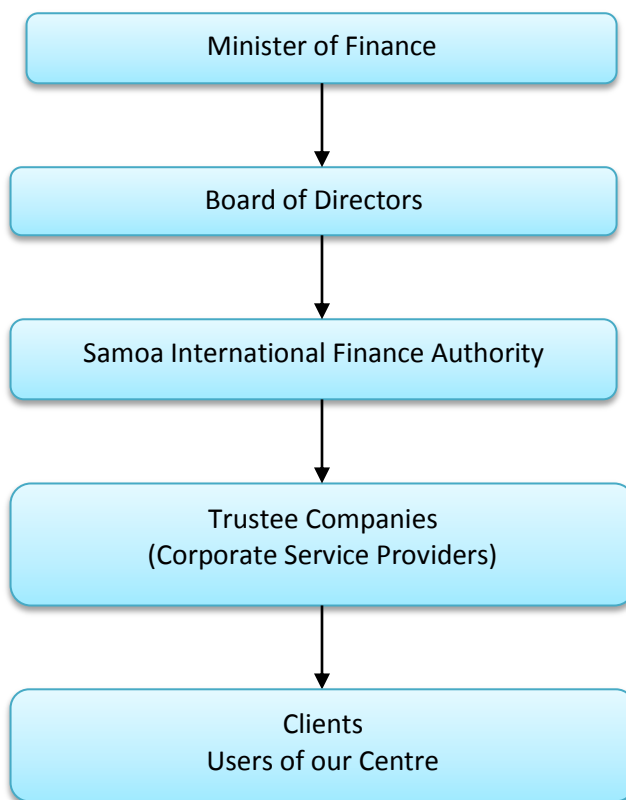 Minister of Finance
Board of Directors
Samoa International Finance Authority
Trustee Companies
(Corporate Service Providers)
Clients
Users of our Centre